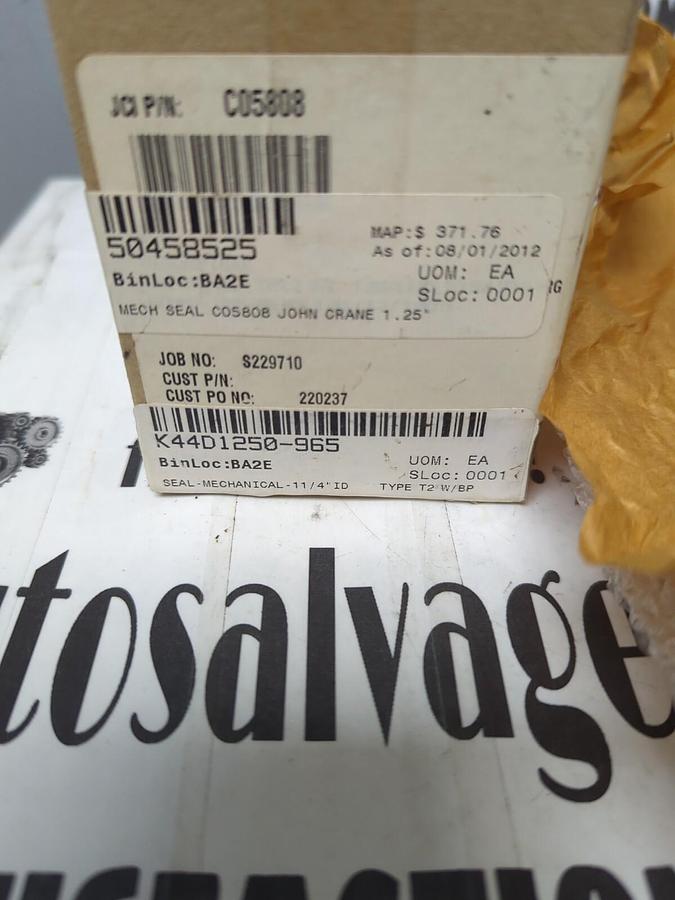 JCI P/N: C05808
50458525
MAP:$ 371.76
As of:08/01/2012
BinLoc:BA2E
UOM: EA
SLoc:0001
RG
MECH SEAL C05808 JOHN CRANE 1.25"
JOB NO: S229710
CUST P/N:
CUST PO NO: 220237
K44D1250-965
BinLoc:BA2E
UOM: EA
SLoc:0001
SEAL-MECHANICAL-11/4"ID TYPE T2 W/BP
utosalvage